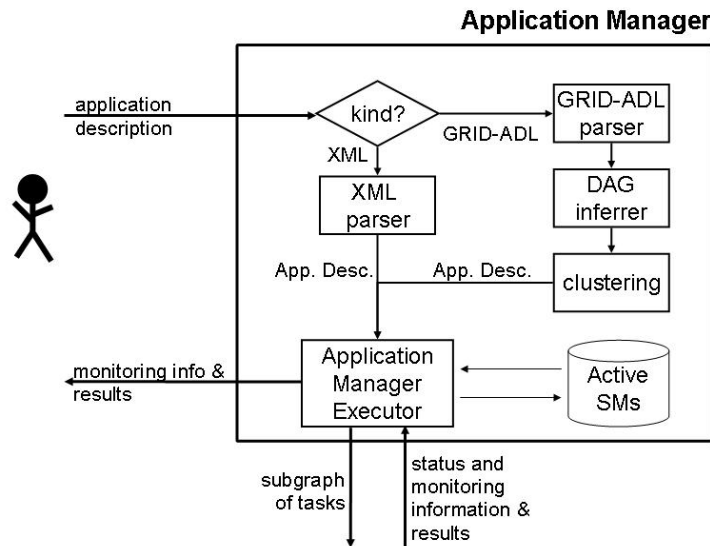 Application Manager
application
description
kind?
GRID-ADL
parser
XML
GRID-ADL
XML
parser
DAG
inferrer
App. Desc.
App. Desc.
clustering
monitoring info &
results
Application
Manager
Executor
Active
SMs
subgraph
of tasks
status and
monitoring
information &
results